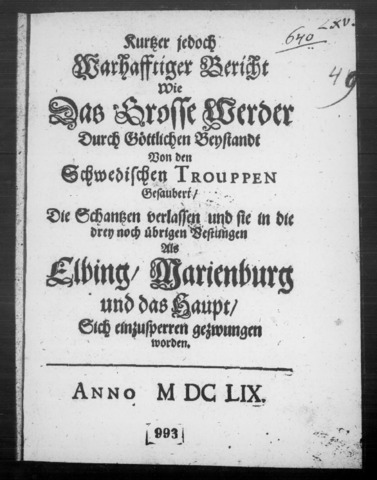 LXV.
640
49
Kurtzer jedoch
Warhafftiger Bericht
Wie
Das Grosse Werder
Durch Göttlichen Beystandt
Von den
Schwedischen TROUPPEN
Gesaubert/
Die Schantzen verlassen und sie in die
drey noch übrigen Vestungen
Als
Elbing/ Marienburg
und das Haupt/
Sich einzusperren gezwungen
worden.
ANNO M DC LIX.
[993]